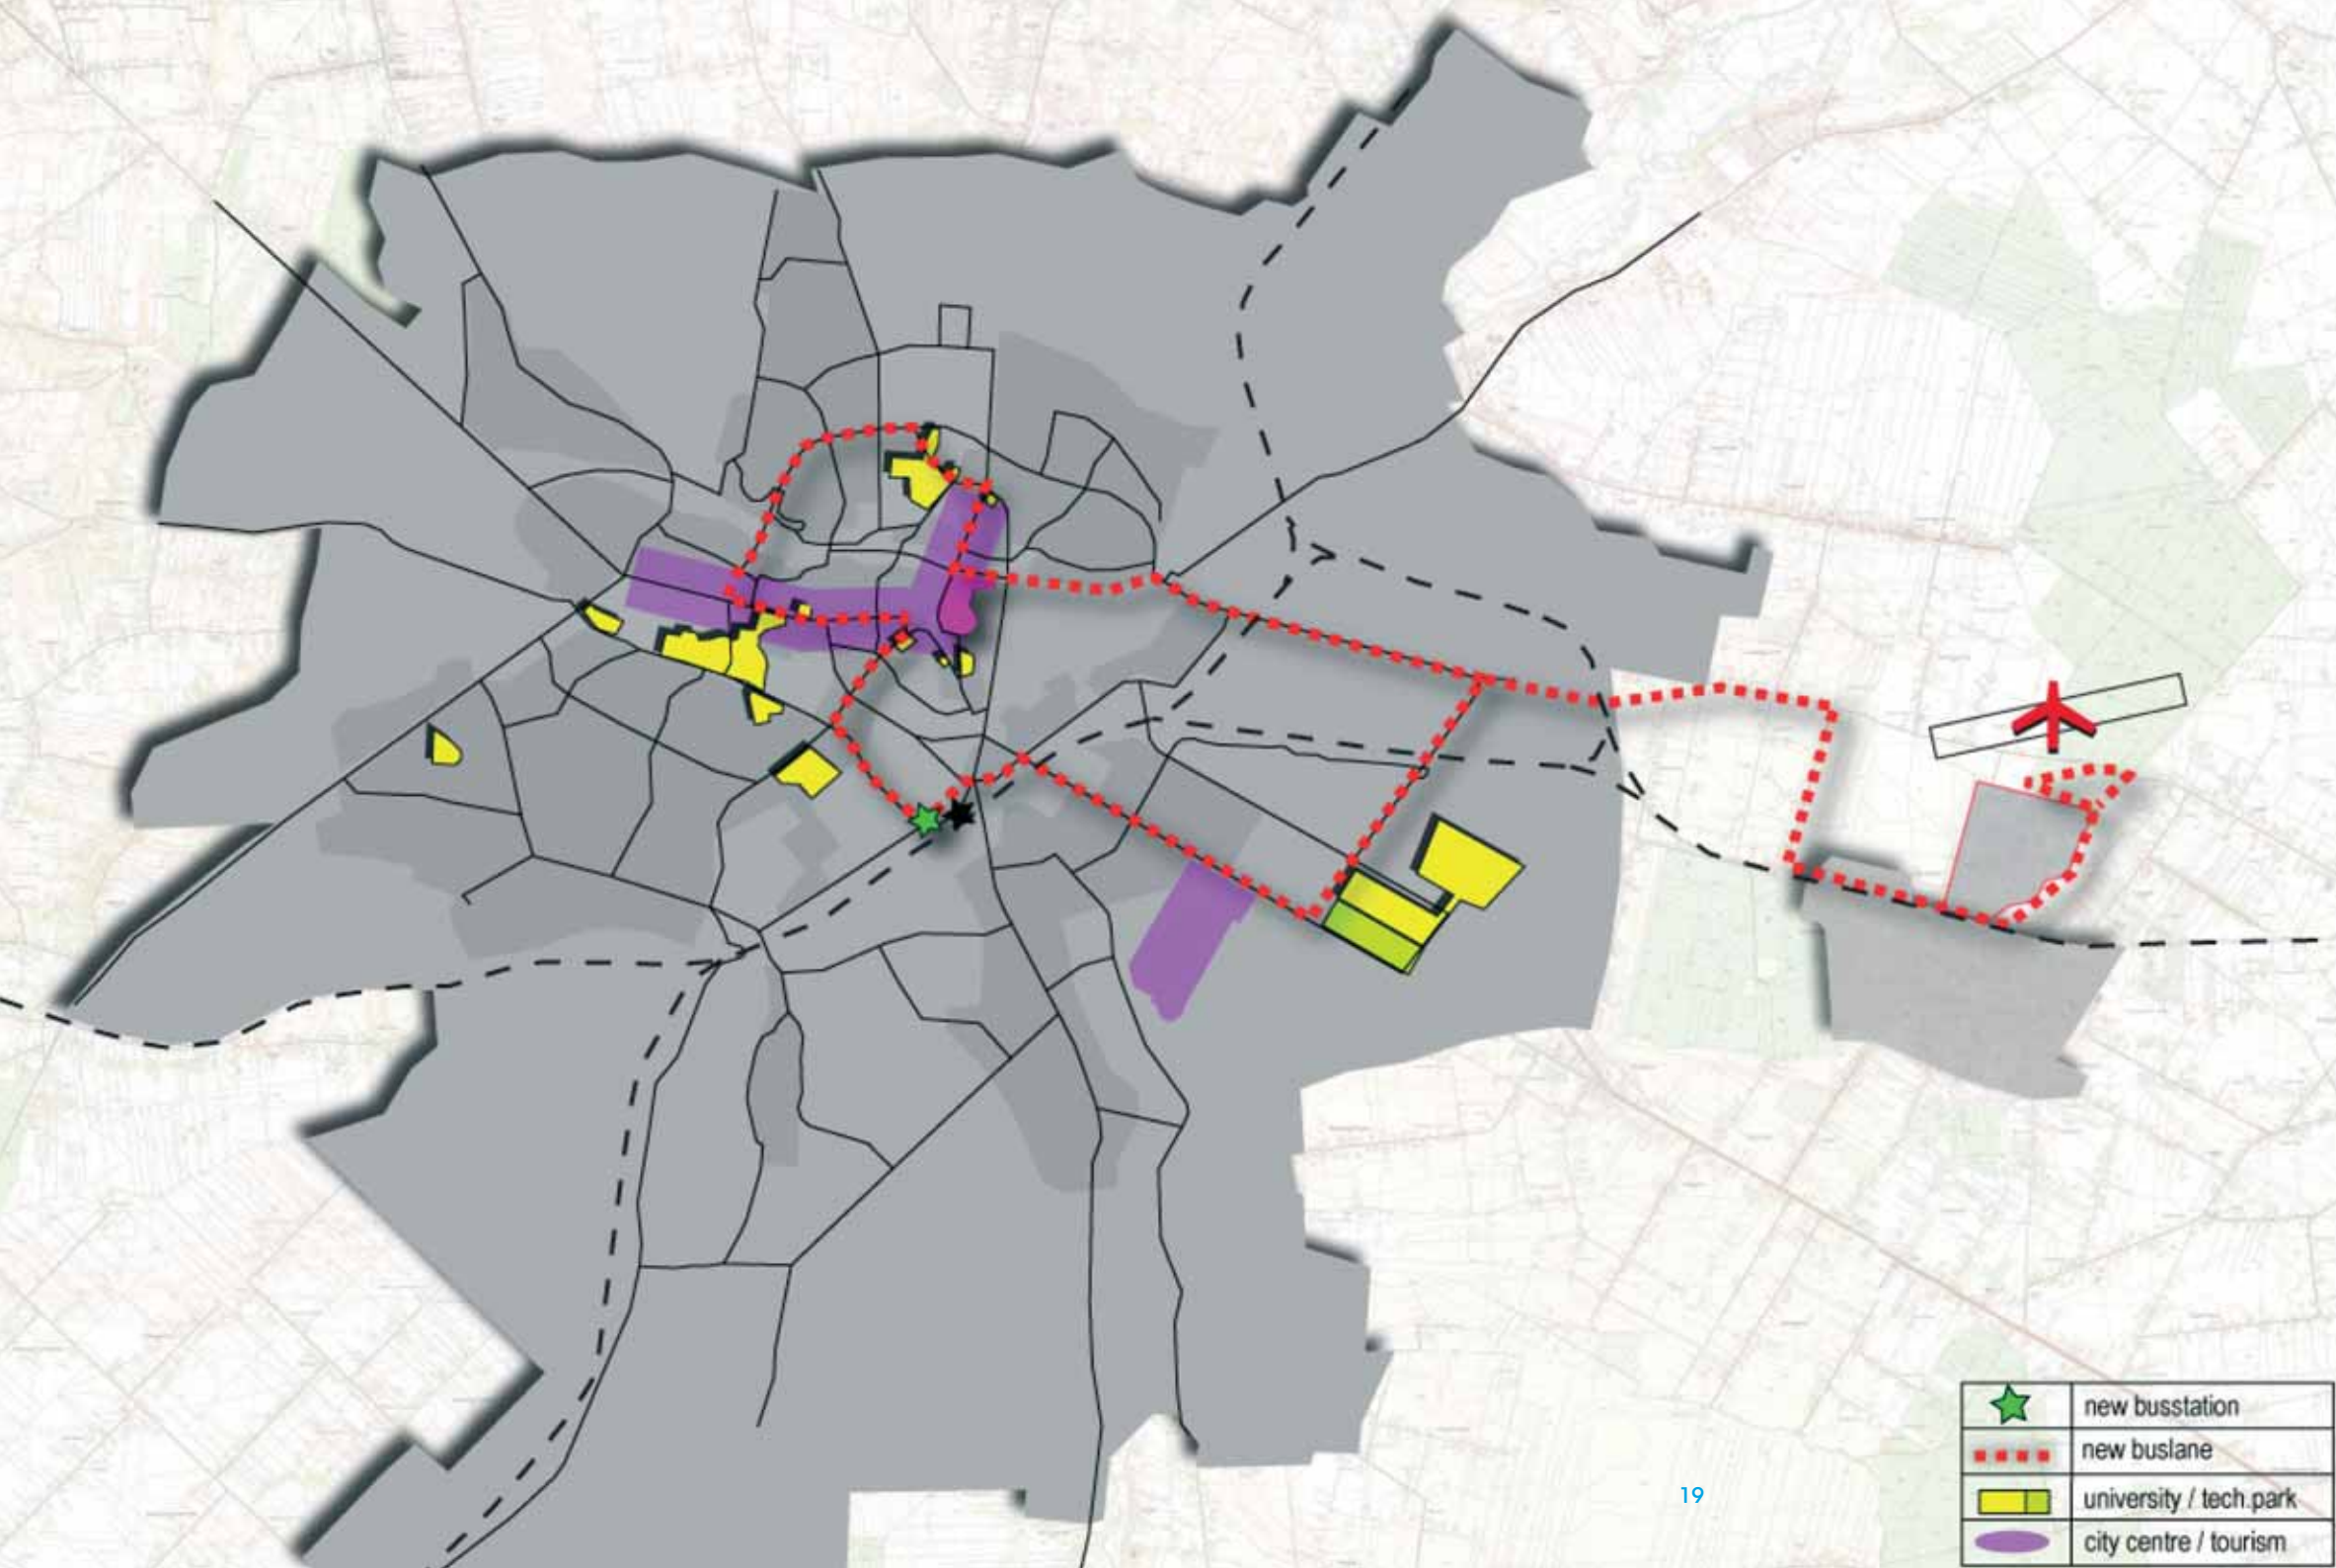 19
new busstation
new buslane
university / tech.park
city centre / tourism